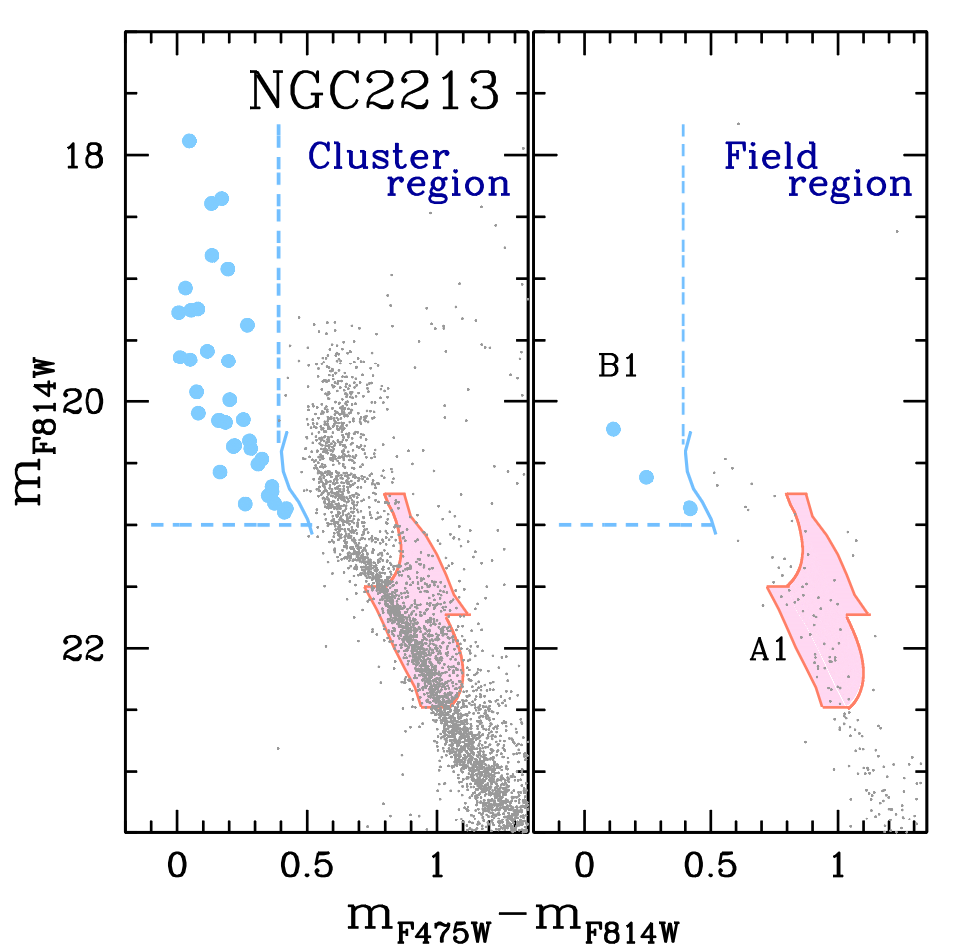 NGC2213
Cluster
region
Field
region
18
20
22
m_F814W
B1
A1
0 0.5 1
0 0.5 1
m_F475W−m_F814W